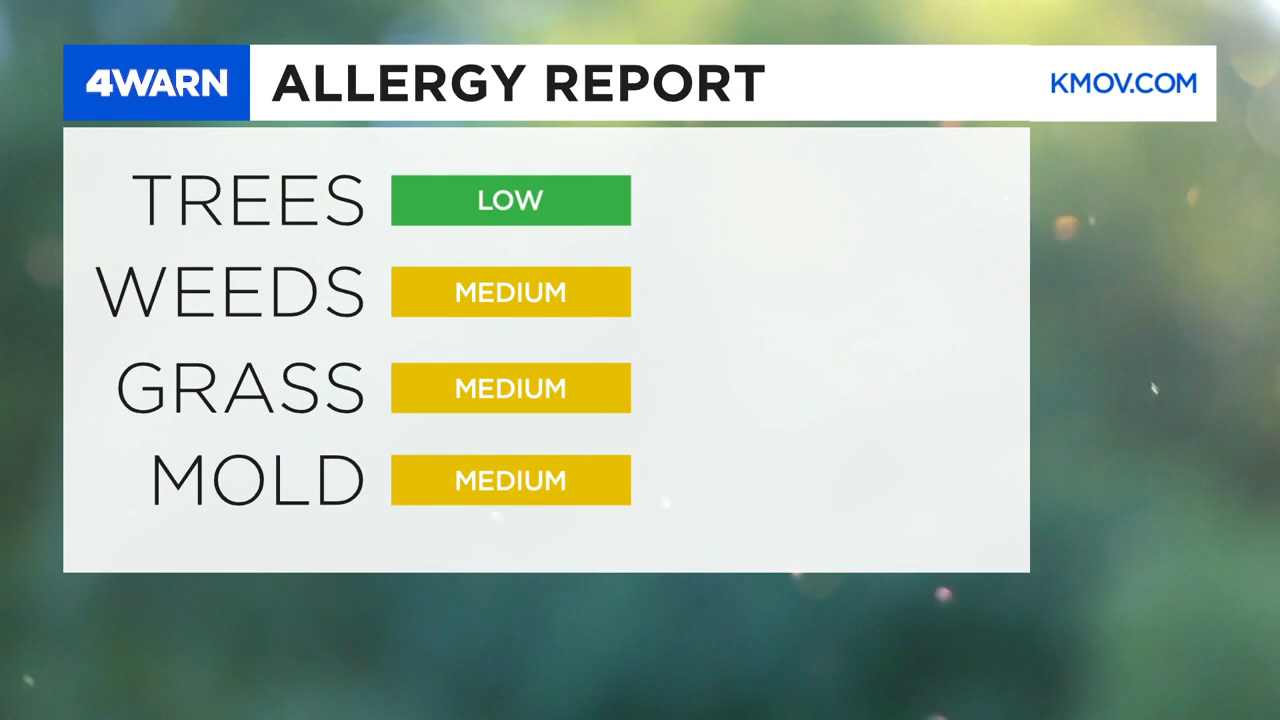 4WARN ALLERGY REPORT KMOV.COM
TREES LOW
WEEDS MEDIUM
GRASS MEDIUM
MOLD MEDIUM